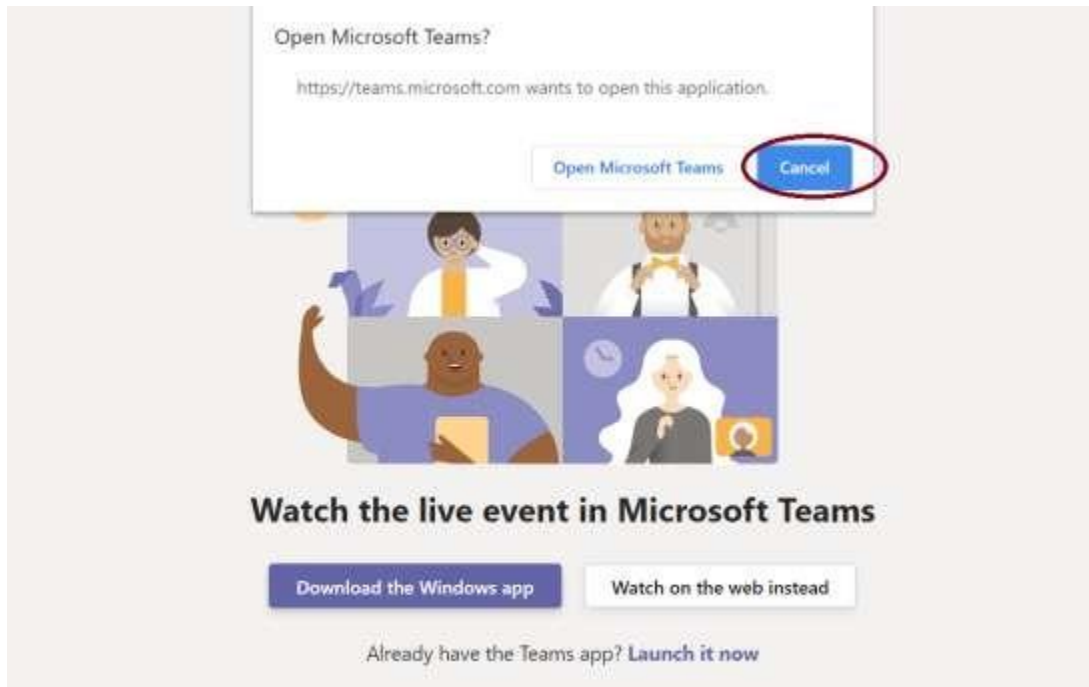 Open Microsoft Teams?
https://teams.microsoft.com wants to open this application.
Open Microsoft Teams
Cancel
Watch the live event in Microsoft Teams
Download the Windows app
Watch on the web instead
Already have the Teams app? Launch it now